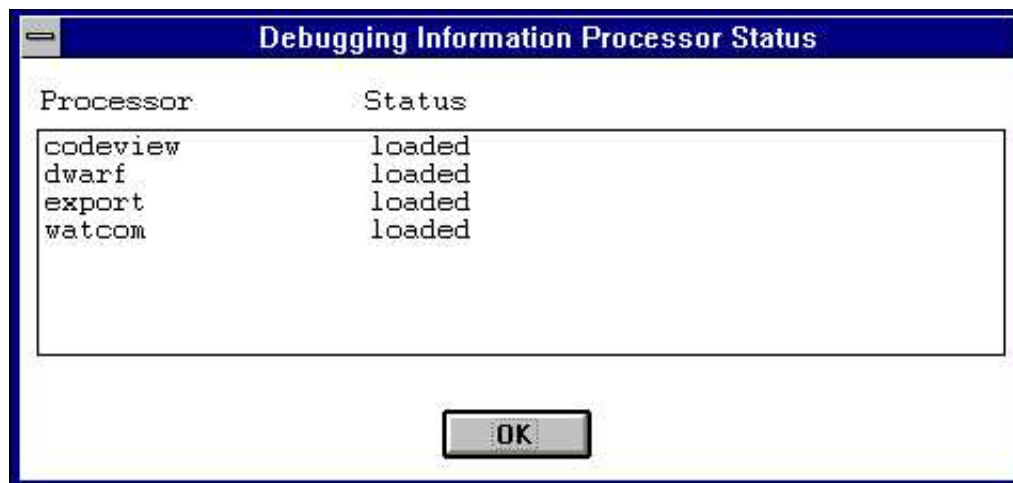 Debugging Information Processor Status
Processor Status
codeview loaded
dwarf loaded
export loaded
watcom loaded
OK